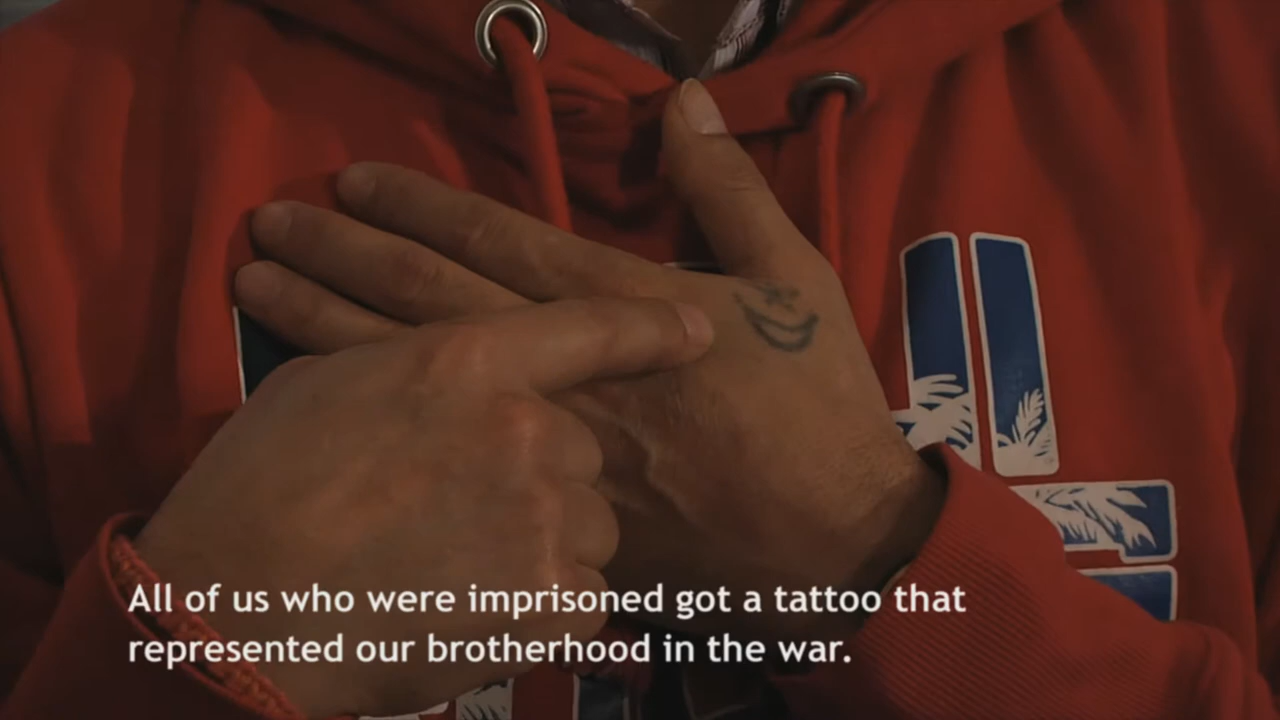 All of us who were imprisoned got a tattoo that
represented our brotherhood in the war.